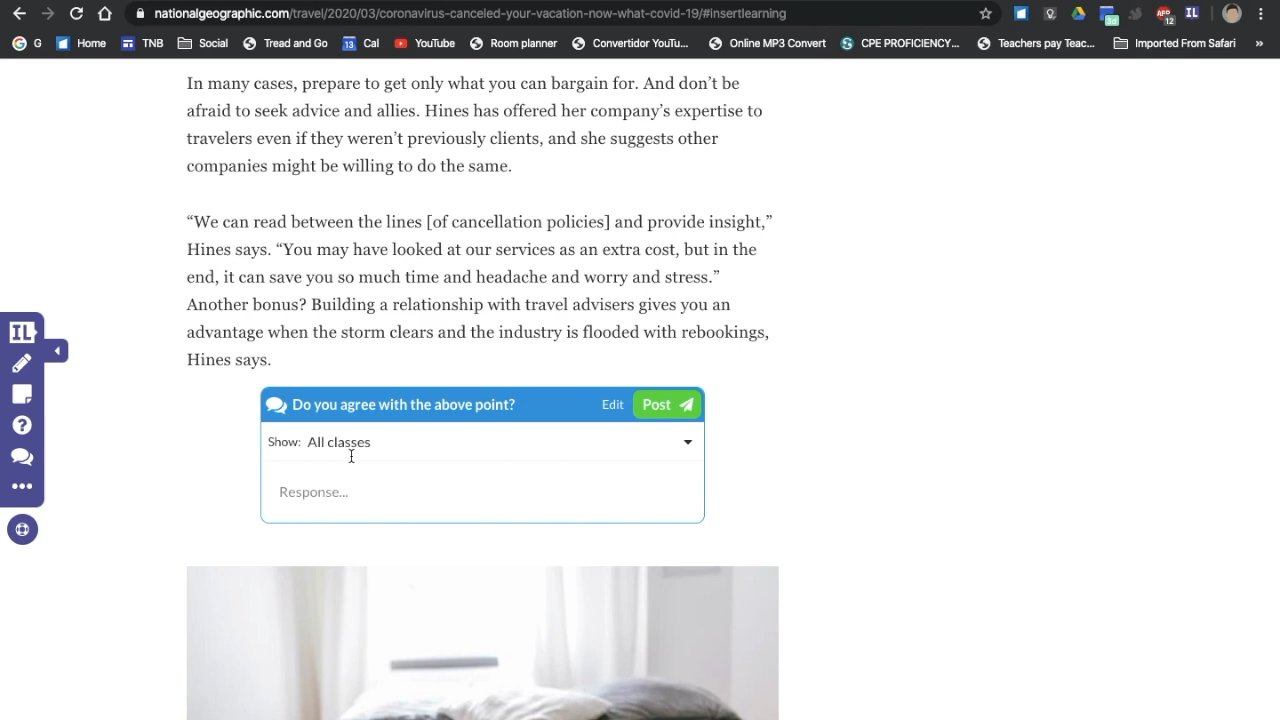 nationalgeographic.com/travel/2020/03/coronavirus-canceled-your-vacation-now-what-covid-19/#insertlearning
3d
ABP
12
IL
G G
Home
TNB
Social
Tread and Go
13 Cal
YouTube
Room planner
Convertidor YouTu...
Online MP3 Convert
CPE PROFICIENCY...
Teachers pay Teac...
Imported From Safari
»
In many cases, prepare to get only what you can bargain for. And don’t be
afraid to seek advice and allies. Hines has offered her company’s expertise to
travelers even if they weren’t previously clients, and she suggests other
companies might be willing to do the same.
“We can read between the lines [of cancellation policies] and provide insight,”
Hines says. “You may have looked at our services as an extra cost, but in the
end, it can save you so much time and headache and worry and stress.”
Another bonus? Building a relationship with travel advisers gives you an
advantage when the storm clears and the industry is flooded with rebookings,
Hines says.
IL
Do you agree with the above point?
Edit
Post
Show: All classes
Response...